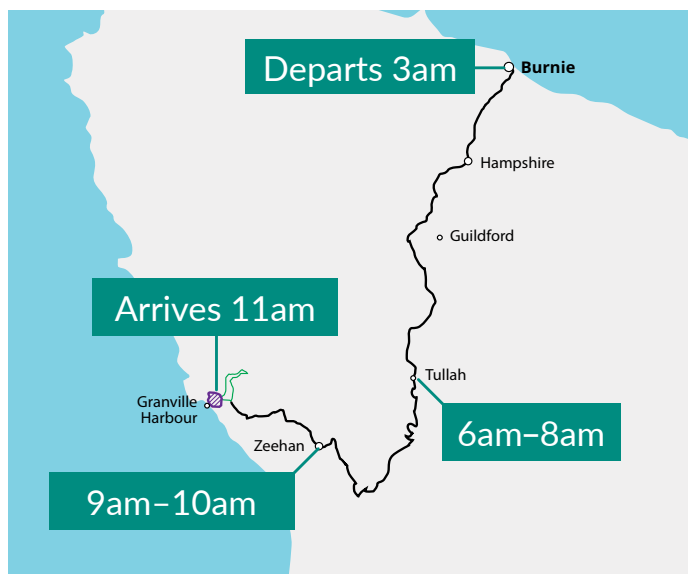 Departs 3am
Burnie
Hampshire
Guildford
Arrives 11am
Tullah
Granville
Harbour
6am–8am
Zeehan
9am–10am